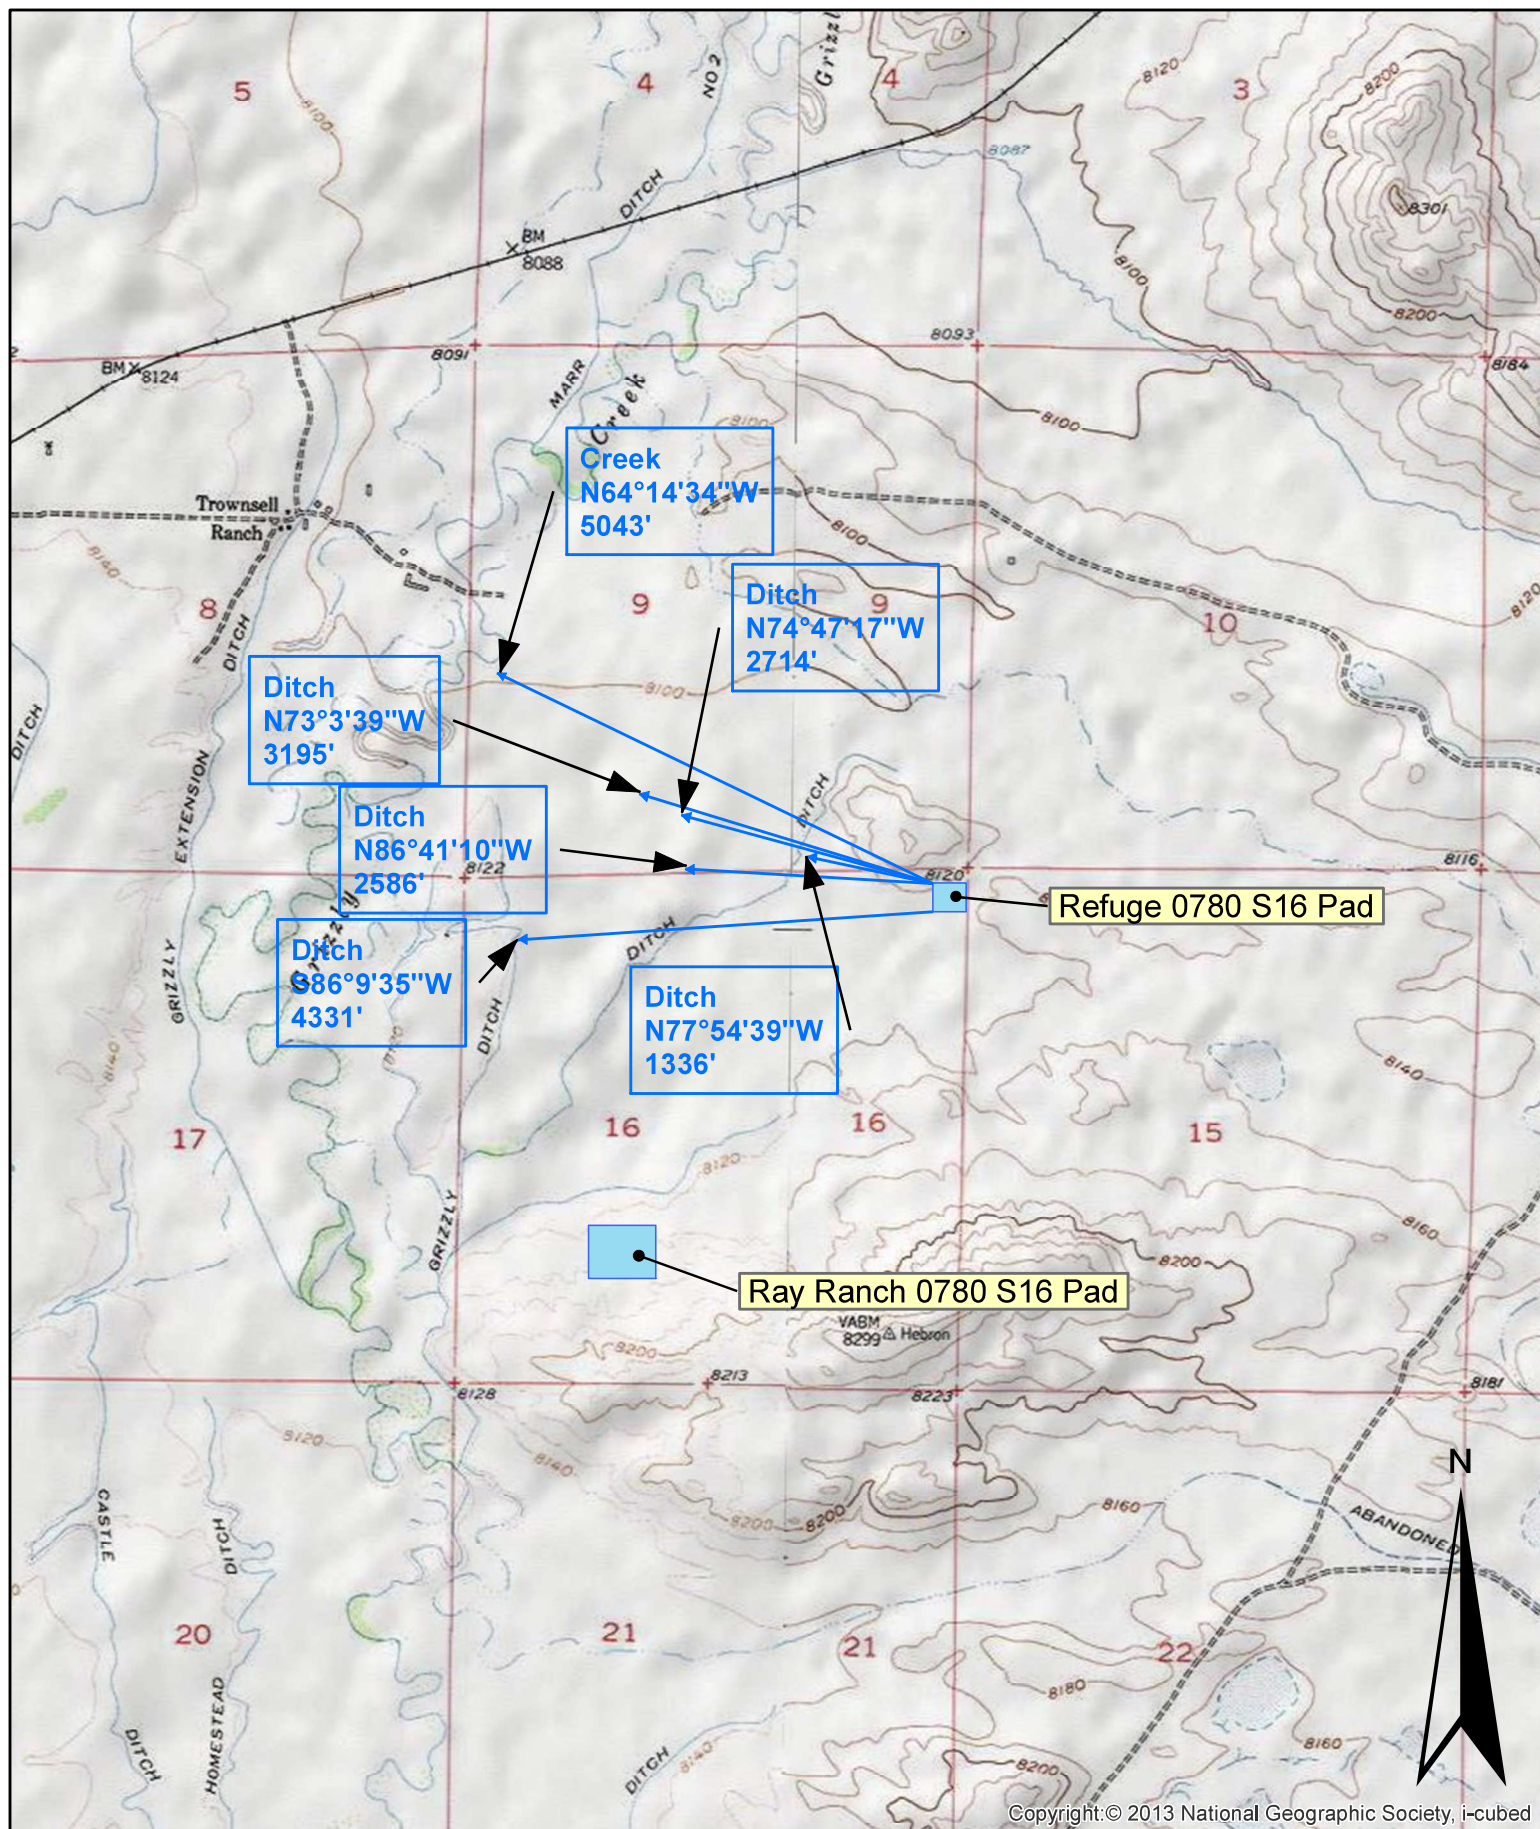 5
4
NO 2
Grizzl
4
8120
3
8200
8100
8087
DITCH
8301
BM
8088
8100
8200
8091
8093
BM
8124
8184
MARR
Creek
8100
8100
Creek
N64°14'34"W
5043'
Trownsell
Ranch
8100
8140
8120
8
9
Ditch
N74°47'17"W
2714'
9
10
DITCH
Ditch
N73°3'39"W
3195'
8100
DITCH
EXTENSION
DITCH
Ditch
N86°41'10"W
2586'
8122
8120
8116
Refuge 0780 S16 Pad
Grizzly
GRIZZLY
DITCH
Ditch
S86°9'35"W
4331'
DITCH
Ditch
N77°54'39"W
1336'
8140
8120
8140
17
16
16
15
8120
GRIZZLY
8160
8200
Ray Ranch 0780 S16 Pad
VABM
8299 Hebron
8200
8213
8128
8223
8181
8120
8140
N
CASTLE
DITCH
8200
8200
8160
ABANDONED
20
21
21
22
8180
HOMESTEAD
DITCH
DITCH
8140
8200
8160
Copyright:© 2013 National Geographic Society, i-cubed